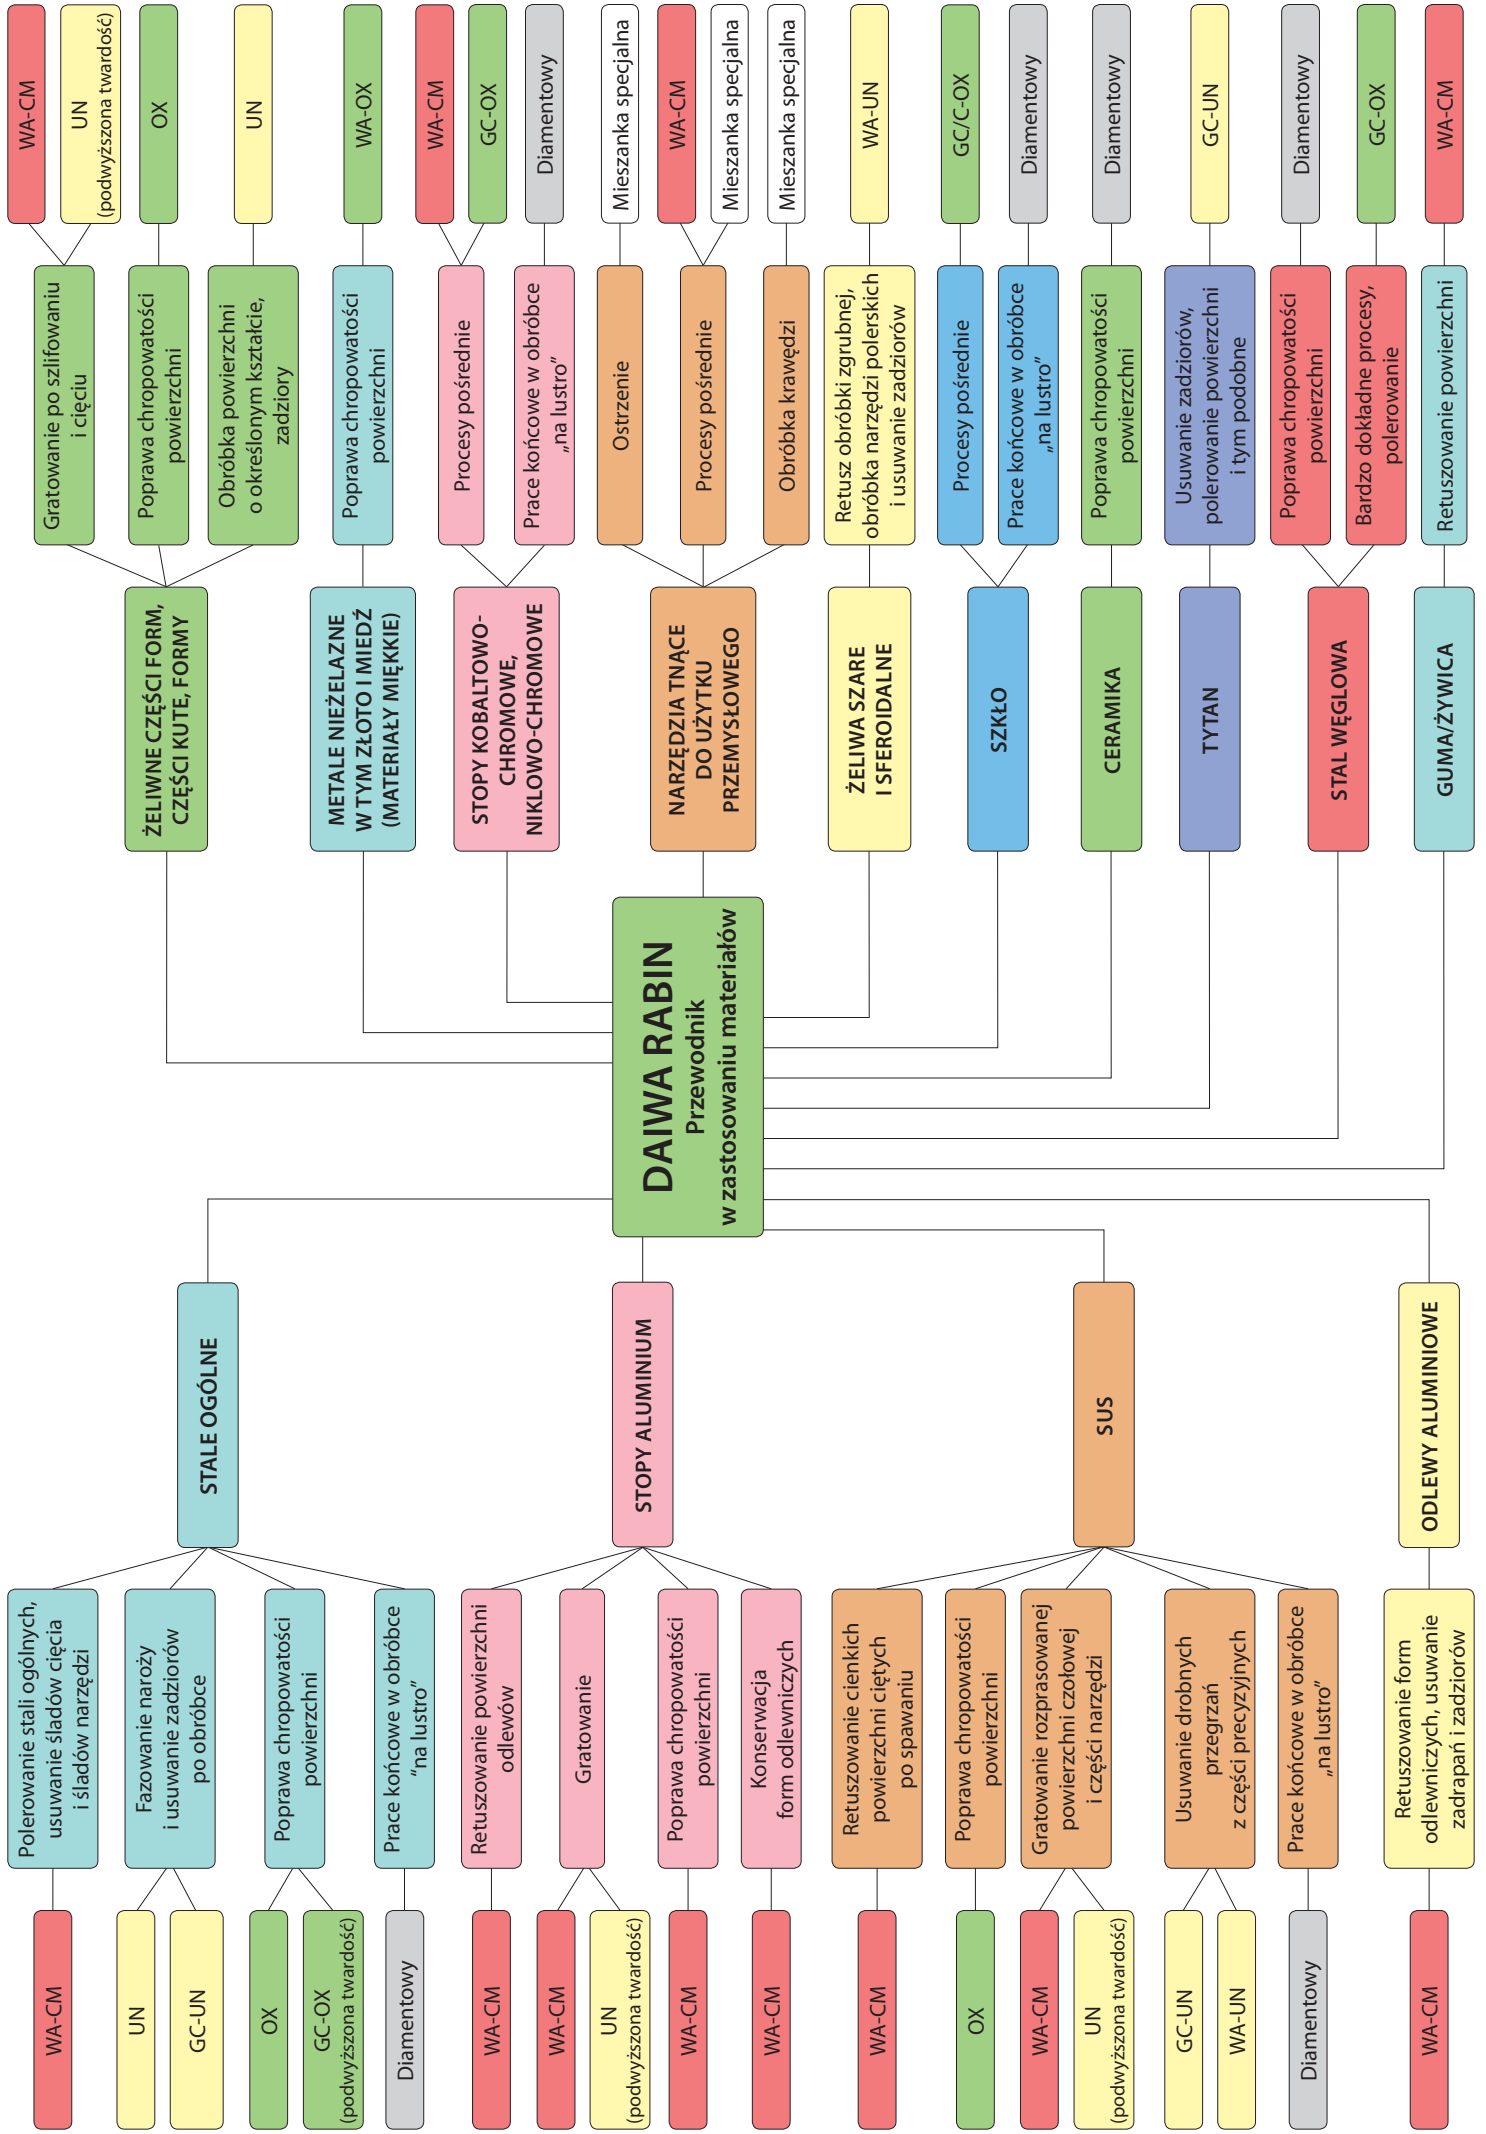 DAIWA RABIN
Przewodnik
w zastosowaniu materiałów
STALE OGÓLNE
Polerowanie stali ogólnych,
usuwanie śladów cięcia
i śladów narzędzi
WA-CM
Fazowanie naroży
i usuwanie zadziorów
po obróbce
UN
GC-UN
Poprawa chropowatości
powierzchni
OX
GC-OX
(podwyższona twardość)
Prace końcowe w obróbce
"na lustro”
Diamentowy
STOPY ALUMINIUM
Retuszowanie powierzchni
odlewów
WA-CM
Gratowanie
WA-CM
UN
(podwyższona twardość)
Poprawa chropowatości
powierzchni
WA-CM
Konserwacja
form odlewniczych
WA-CM
SUS
Retuszowanie cienkich
powierzchni ciętych
po spawaniu
WA-CM
Poprawa chropowatości
powierzchni
OX
Gratowanie rozprasowanej
powierzchni czołowej
i części narzędzi
WA-CM
UN
(podwyższona twardość)
Usuwanie drobnych
przegrzań
z części precyzyjnych
GC-UN
WA-UN
Prace końcowe w obróbce
„na lustro”
Diamentowy
ODLEWY ALUMINIOWE
Retuszowanie form
odlewniczych, usuwanie
zadrapań i zadziorów
WA-CM
ŻELIWNE CZĘŚCI FORM,
CZĘŚCI KUTE, FORMY
Gratowanie po szlifowaniu
i cięciu
WA-CM
UN
(podwyższona twardość)
Poprawa chropowatości
powierzchni
OX
Obróbka powierzchni
o określonym kształcie,
zadziory
UN
METALE NIEŻELAZNE
W TYM ZŁOTO I MIEDŹ
(MATERIAŁY MIĘKKIE)
Poprawa chropowatości
powierzchni
WA-OX
STOPY KOBALTOWO-
CHROMOWE,
NIKLOWO-CHROMOWE
Procesy pośrednie
WA-CM
GC-OX
Prace końcowe w obróbce
„na lustro”
Diamentowy
NARZĘDZIA TNĄCE
DO UŻYTKU
PRZEMYSŁOWEGO
Ostrzenie
Mieszanka specjalna
Procesy pośrednie
WA-CM
Mieszanka specjalna
Obróbka krawędzi
Mieszanka specjalna
ŻELIWA SZARE
I SFEROIDALNE
Retusz obróbki zgrubnej,
obróbka narzędzi polerskich
i usuwanie zadziorów
WA-UN
SZKŁO
Procesy pośrednie
GC/C-OX
Prace końcowe w obróbce
„na lustro”
Diamentowy
CERAMIKA
Poprawa chropowatości
powierzchni
Diamentowy
TYTAN
Usuwanie zadziorów,
polerowanie powierzchni
i tym podobne
GC-UN
STAL WĘGLOWA
Poprawa chropowatości
powierzchni
Diamentowy
Bardzo dokładne procesy,
polerowanie
GC-OX
GUMA/ŻYWICA
Retuszowanie powierzchni
WA-CM